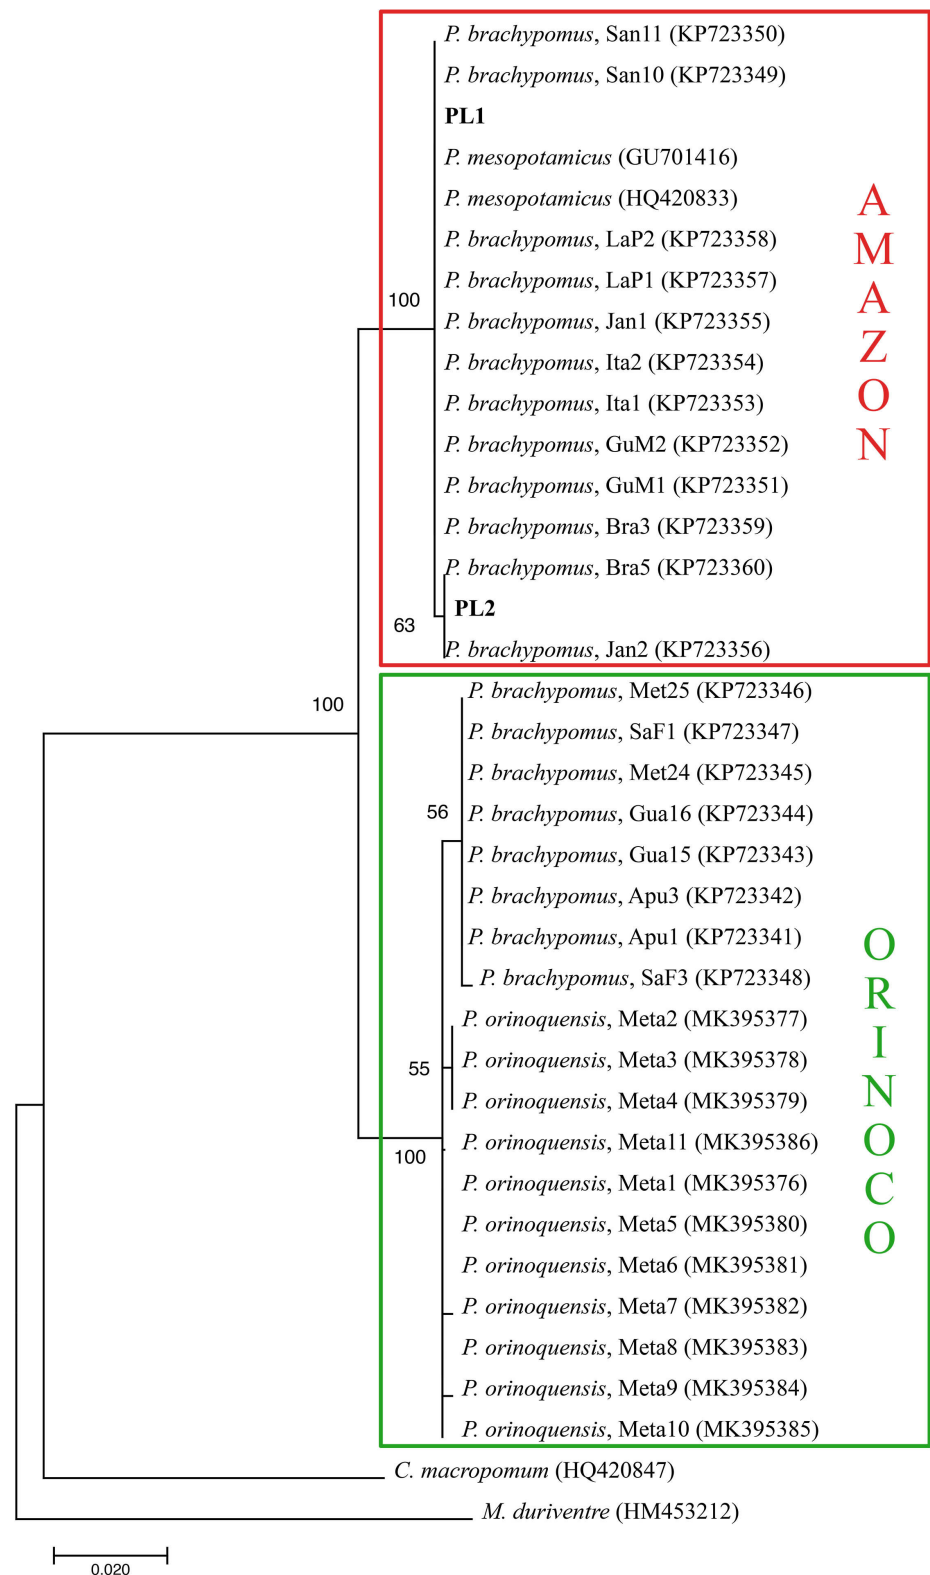 P. brachypomus, San11 (KP723350)
P. brachypomus, San10 (KP723349)
PL1
P. mesopotamicus (GU701416)
P. mesopotamicus (HQ420833)
P. brachypomus, LaP2 (KP723358)
P. brachypomus, LaP1 (KP723357)
100
P. brachypomus, Jan1 (KP723355)
P. brachypomus, Ita2 (KP723354)
P. brachypomus, Ita1 (KP723353)
P. brachypomus, GuM2 (KP723352)
P. brachypomus, GuM1 (KP723351)
P. brachypomus, Bra3 (KP723359)
P. brachypomus, Bra5 (KP723360)
PL2
63
P. brachypomus, Jan2 (KP723356)
AMAZON
P. brachypomus, Met25 (KP723346)
100
P. brachypomus, SaF1 (KP723347)
P. brachypomus, Met24 (KP723345)
56
P. brachypomus, Gua16 (KP723344)
P. brachypomus, Gua15 (KP723343)
P. brachypomus, Apu3 (KP723342)
P. brachypomus, Apu1 (KP723341)
P. brachypomus, SaF3 (KP723348)
P. orinoquensis, Meta2 (MK395377)
55
P. orinoquensis, Meta3 (MK395378)
P. orinoquensis, Meta4 (MK395379)
P. orinoquensis, Meta11 (MK395386)
100
P. orinoquensis, Meta1 (MK395376)
P. orinoquensis, Meta5 (MK395380)
P. orinoquensis, Meta6 (MK395381)
P. orinoquensis, Meta7 (MK395382)
P. orinoquensis, Meta8 (MK395383)
P. orinoquensis, Meta9 (MK395384)
P. orinoquensis, Meta10 (MK395385)
ORINOCO
C. macropomum (HQ420847)
M. duriventre (HM453212)
0.020